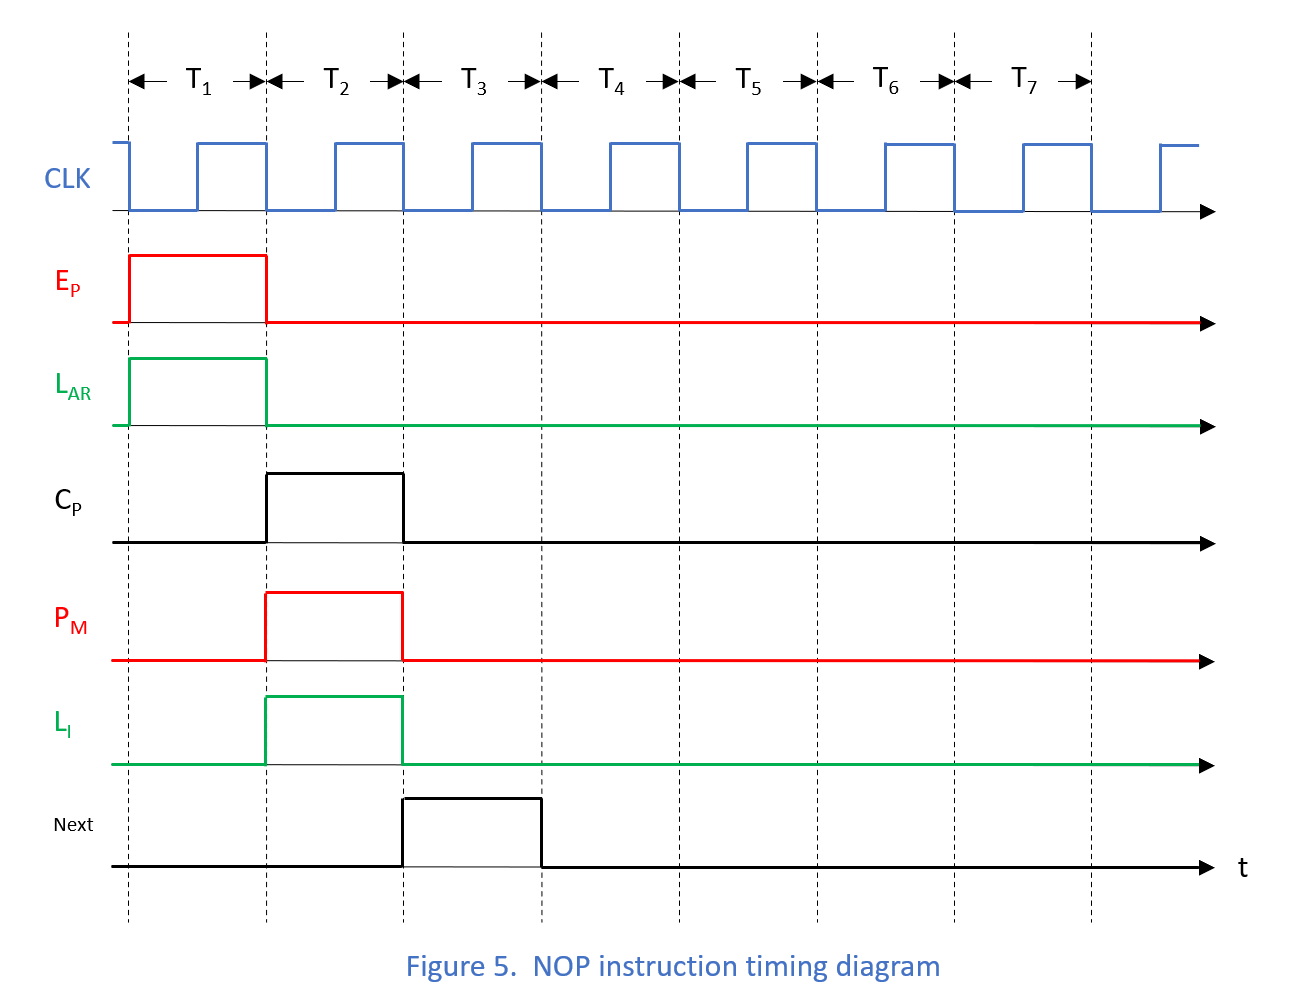 T1 T2 T3 T4 T5 T6 T7
CLK
EP
LAR
CP
PM
LI
Next
t
Figure 5. NOP instruction timing diagram